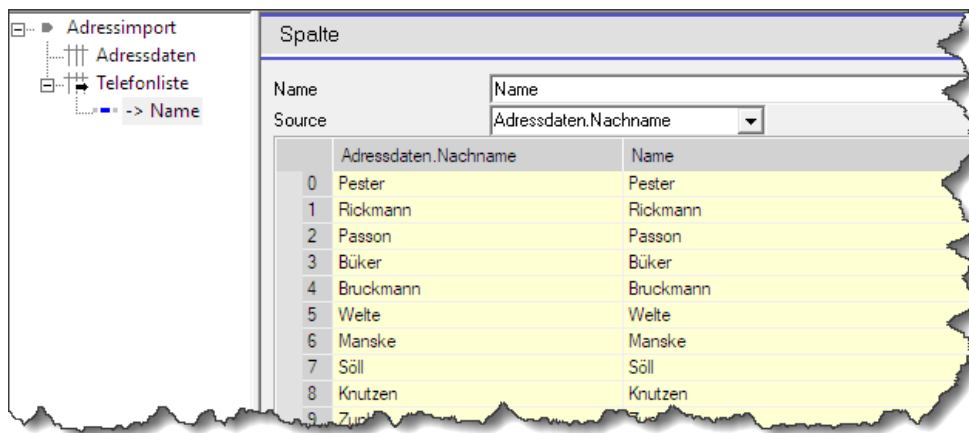 Adressimport
Adressdaten
Telefonliste
-> Name
Spalte
Name Name
Source Adressdaten.Nachname
Adressdaten.Nachname Name
0 Pester Pester
1 Rickmann Rickmann
2 Passon Passon
3 Büker Büker
4 Bruckmann Bruckmann
5 Welte Welte
6 Manske Manske
7 Söll Söll
8 Knutzen Knutzen
9